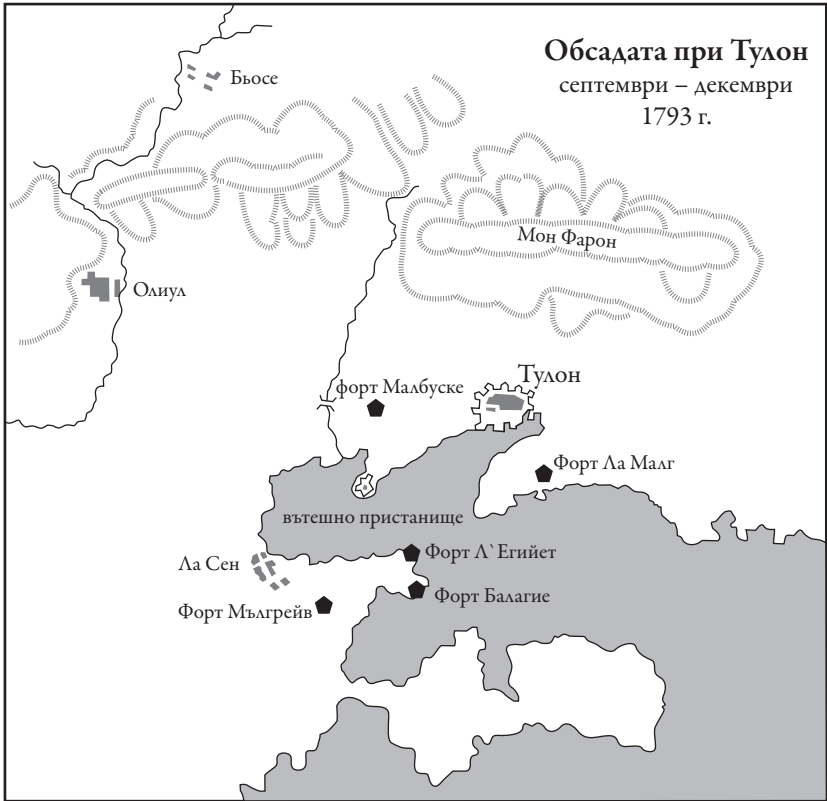 Обсадата при Тулон
септември – декември
1793 г.
Бьосе
Мон Фарон
Олиул
Тулон
форт Малбуске
Форт Ла Малг
вътешно пристанище
Форт Л`Егийет
Ла Сен
Форт Балагие
Форт Мългрейв